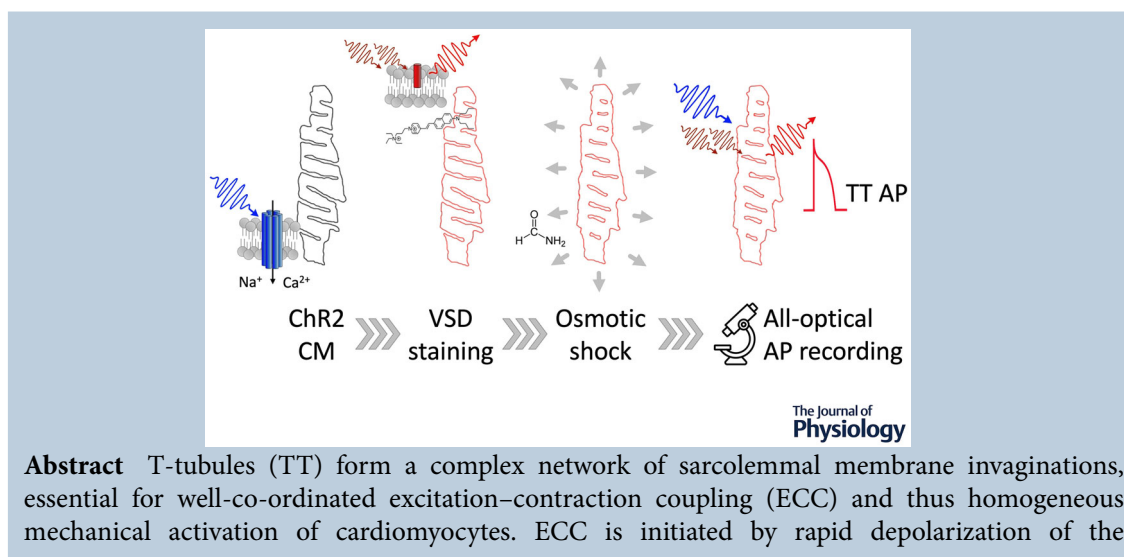 TT AP
O
H
NH₂
Na⁺ Ca²⁺
ChR2 CM
VSD staining
Osmotic shock
All-optical AP recording
The Journal of
Physiology
Abstract T-tubules (TT) form a complex network of sarcolemmal membrane invaginations,
essential for well-co-ordinated excitation–contraction coupling (ECC) and thus homogeneous
mechanical activation of cardiomyocytes. ECC is initiated by rapid depolarization of the